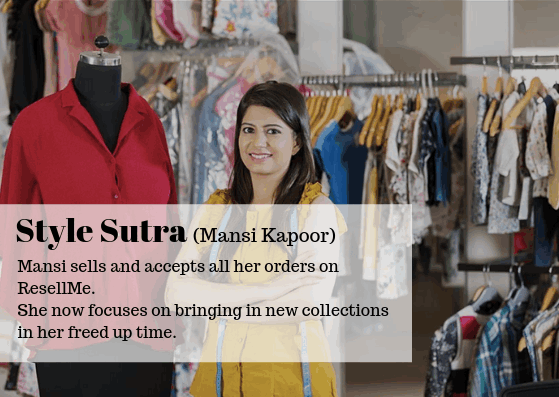 Style Sutra (Mansi Kapoor)
Mansi sells and accepts all her orders on
ResellMe.
She now focuses on bringing in new collections
in her freed up time.